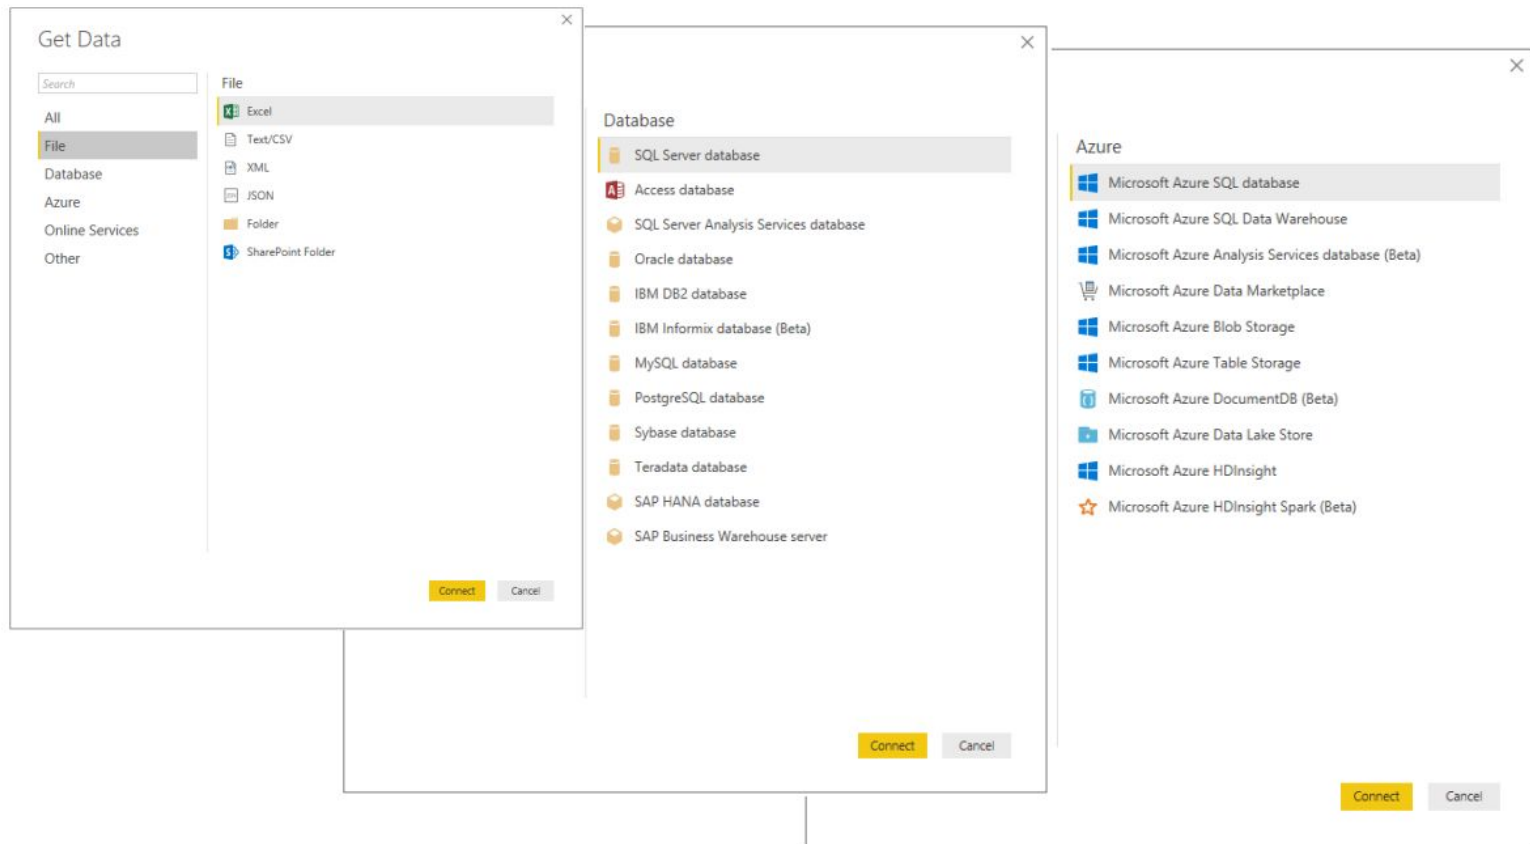 Get Data
Search
All
File
Database
Azure
Online Services
Other
File
Excel
Text/CSV
XML
JSON
Folder
SharePoint Folder
Connect
Cancel
Database
SQL Server database
Access database
SQL Server Analysis Services database
Oracle database
IBM DB2 database
IBM Informix database (Beta)
MySQL database
PostgreSQL database
Sybase database
Teradata database
SAP HANA database
SAP Business Warehouse server
Connect
Cancel
Azure
Microsoft Azure SQL database
Microsoft Azure SQL Data Warehouse
Microsoft Azure Analysis Services database (Beta)
Microsoft Azure Data Marketplace
Microsoft Azure Blob Storage
Microsoft Azure Table Storage
Microsoft Azure DocumentDB (Beta)
Microsoft Azure Data Lake Store
Microsoft Azure HDInsight
Microsoft Azure HDInsight Spark (Beta)
Connect
Cancel